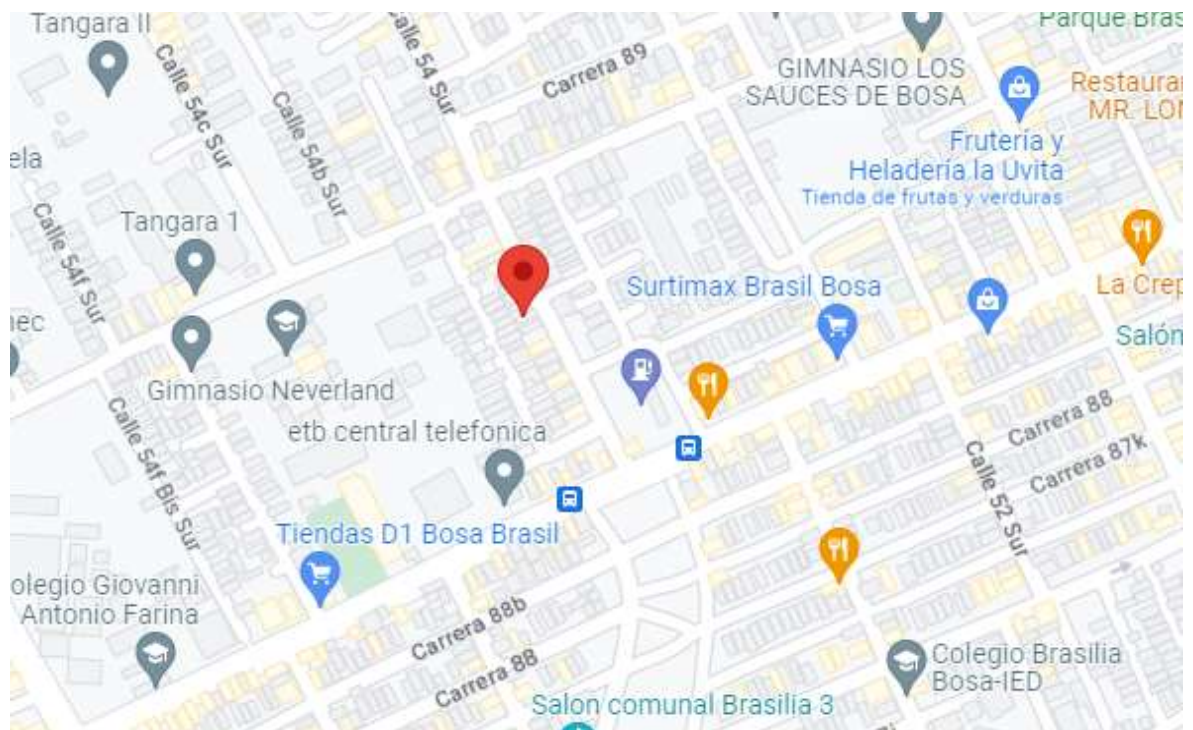 Tangara II
Calle 54c Sur
Calle 54b Sur
Calle 54 Sur
Carrera 89
GIMNASIO LOS
SAUCES DE BOSA
Parque Bras
Restaurar
MR. LON
Frutería y
Heladería la Uvita
Tienda de frutas y verduras
ela
Calle 54f Sur
Tangara 1
Surtimax Brasil Bosa
La Crep
Salón
nec
Gimnasio Neverland
etb central telefonica
Carrera 88
Carrera 87k
Calle 54f Bis Sur
Calle 52 Sur
Tiendas D1 Bosa Brasil
olegio Giovanni
Antonio Farina
Carrera 88b
Carrera 88
Colegio Brasilia
Bosa-IED
Salon comunal Brasilia 3